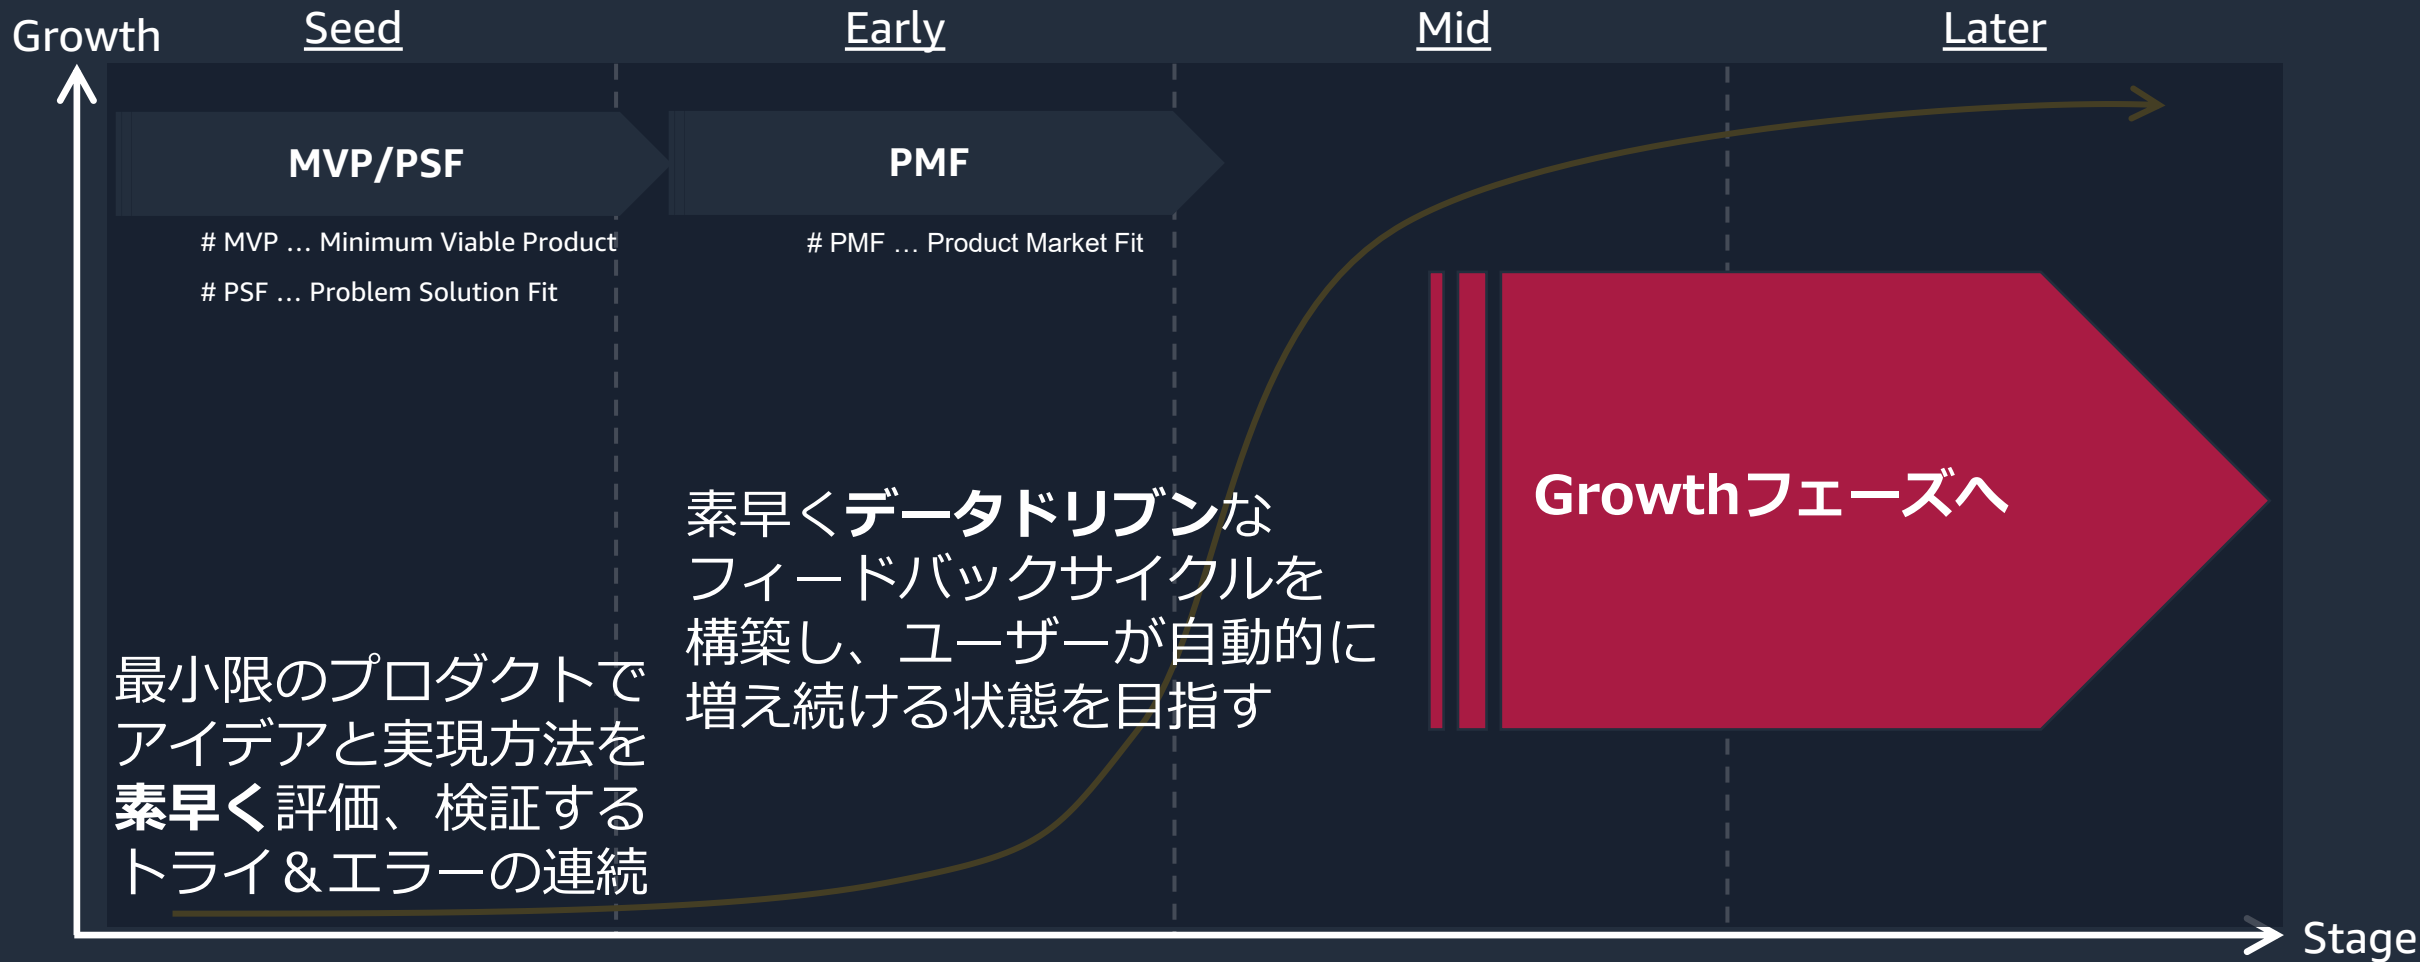 Growth
Seed
Early
Mid
Later
MVP/PSF
# MVP … Minimum Viable Product
# PSF … Problem Solution Fit
PMF
# PMF … Product Market Fit
最小限のプロダクトで
アイデアと実現方法を
素早く評価、検証する
トライ＆エラーの連続
素早くデータドリブンな
フィードバックサイクルを
構築し、ユーザーが自動的に
増え続ける状態を目指す
Growthフェーズへ
Stage